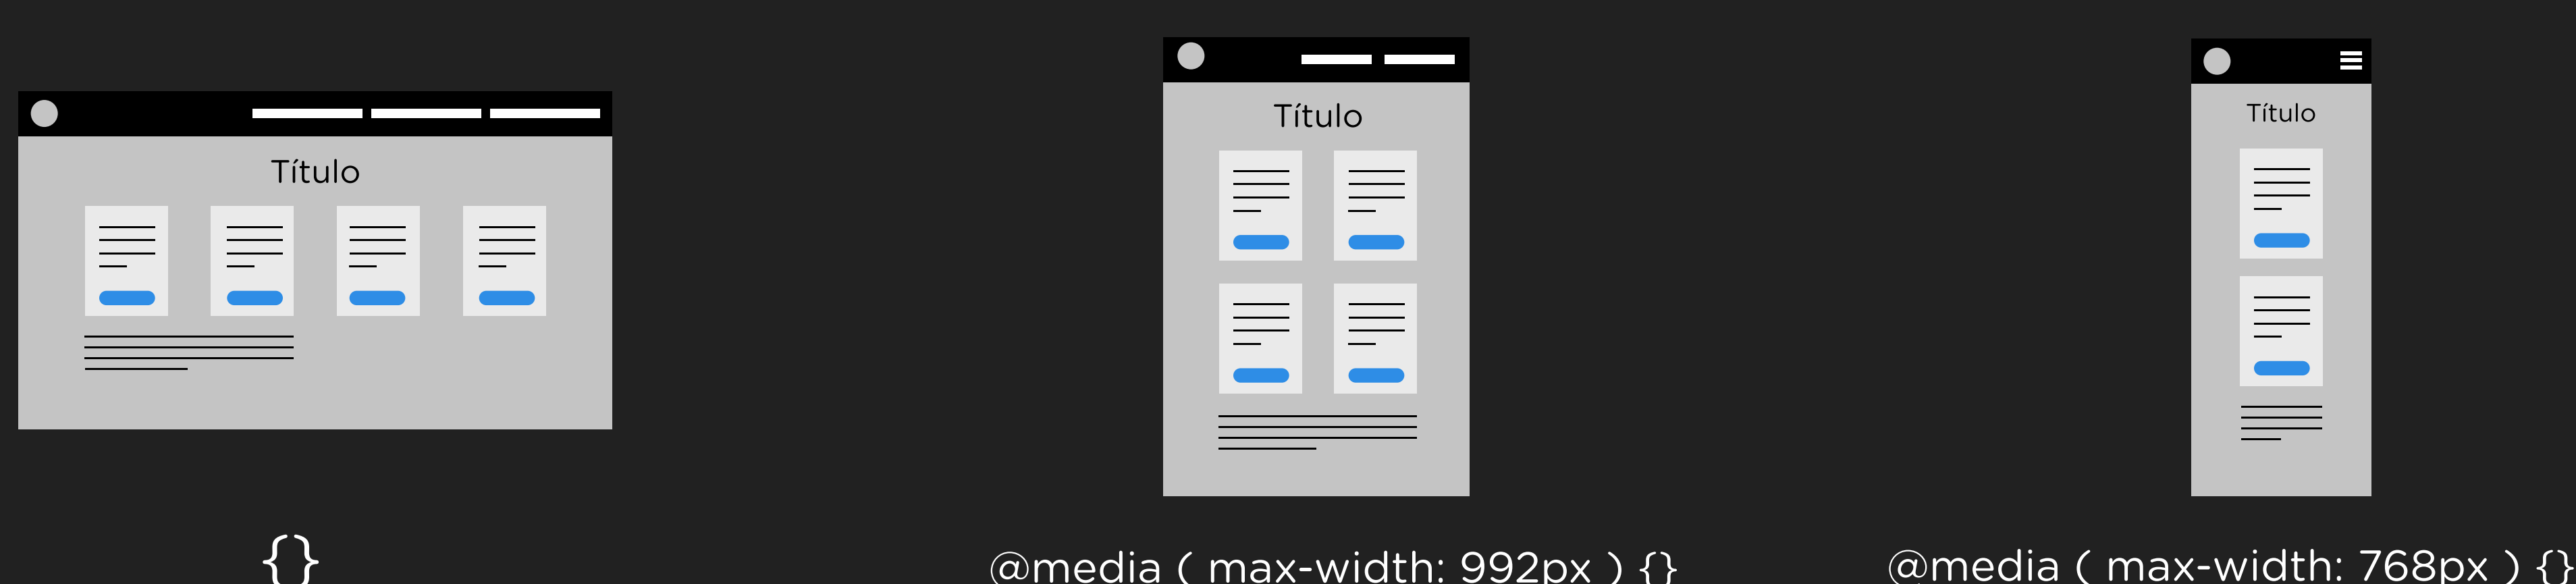 Título
Título
Título
{}
@media ( max-width: 992px ) {}
@media ( max-width: 768px ) {}